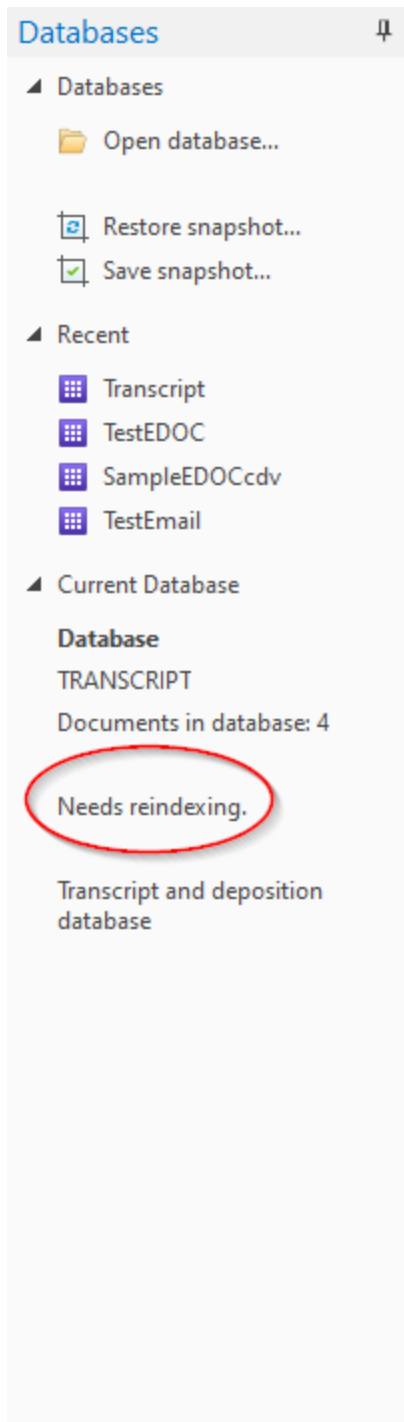 Databases
Databases
Open database...
Restore snapshot...
Save snapshot...
Recent
Transcript
TestEDOC
SampleEDOCcdv
TestEmail
Current Database
Database
TRANSCRIPT
Documents in database: 4
Needs reindexing.
Transcript and deposition
database